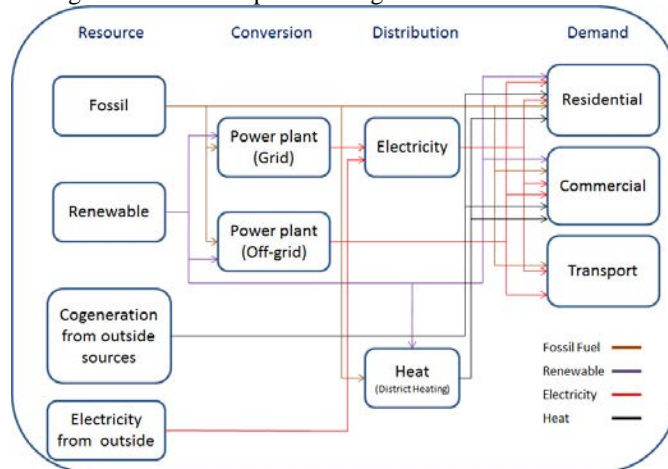 Resource Conversion Distribution Demand
Fossil
Renewable
Cogeneration
from outside
sources
Electricity
from outside
Power plant
(Grid)
Power plant
(Off-grid)
Electricity
Heat
(District Heating)
Residential
Commercial
Transport
Fossil Fuel
Renewable
Electricity
Heat